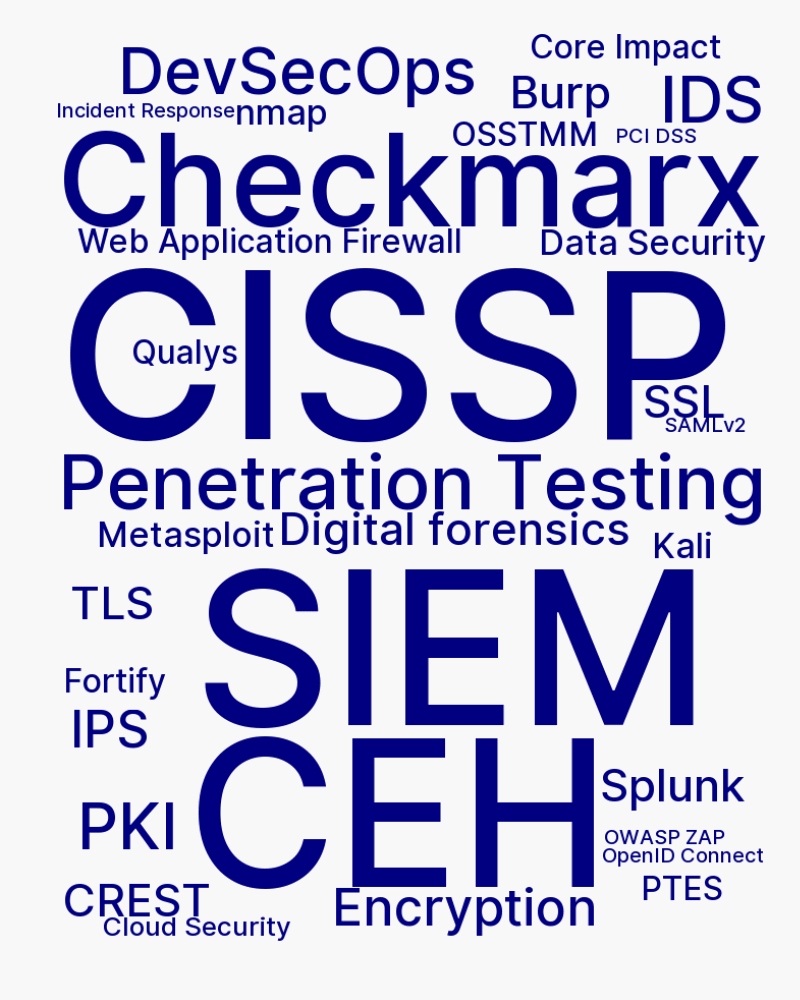 Core Impact
DevSecOps
Burp
IDS
Incident Response
nmap
OSSTMM
PCI DSS
Checkmarx
Web Application Firewall
Data Security
CISSP
Qualys
SSL
SAMLv2
Penetration Testing
Metasploit
Digital forensics
Kali
TLS
SIEM
Fortify
IPS
CEH
Splunk
PKI
OWASP ZAP
OpenID Connect
PTES
CREST
Encryption
Cloud Security